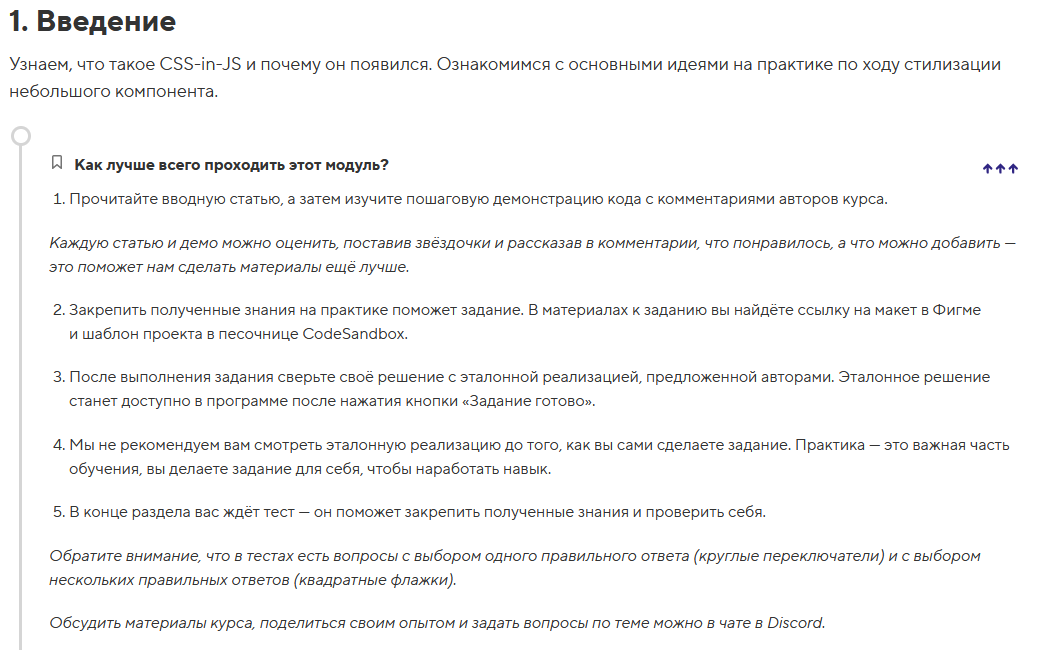 1. Введение
Узнаем, что такое CSS-in-JS и почему он появился. Ознакомимся с основными идеями на практике по ходу стилизации
небольшого компонента.
Как лучше всего проходить этот модуль?
1. Прочитайте вводную статью, а затем изучите пошаговую демонстрацию кода с комментариями авторов курса.
Каждую статью и демо можно оценить, поставив звёздочки и рассказав в комментарии, что понравилось, а что можно добавить —
это поможет нам сделать материалы ещё лучше.
2. Закрепить полученные знания на практике поможет задание. В материалах к заданию вы найдёте ссылку на макет в Фигме
и шаблон проекта в песочнице CodeSandbox.
3. После выполнения задания сверьте своё решение с эталонной реализацией, предложенной авторами. Эталонное решение
станет доступно в программе после нажатия кнопки «Задание готово».
4. Мы не рекомендуем вам смотреть эталонную реализацию до того, как вы сами сделаете задание. Практика — это важная часть
обучения, вы делаете задание для себя, чтобы наработать навык.
5. В конце раздела вас ждёт тест — он поможет закрепить полученные знания и проверить себя.
Обратите внимание, что в тестах есть вопросы с выбором одного правильного ответа (круглые переключатели) и с выбором
нескольких правильных ответов (квадратные флажки).
Обсудить материалы курса, поделиться своим опытом и задать вопросы по теме можно в чате в Discord.